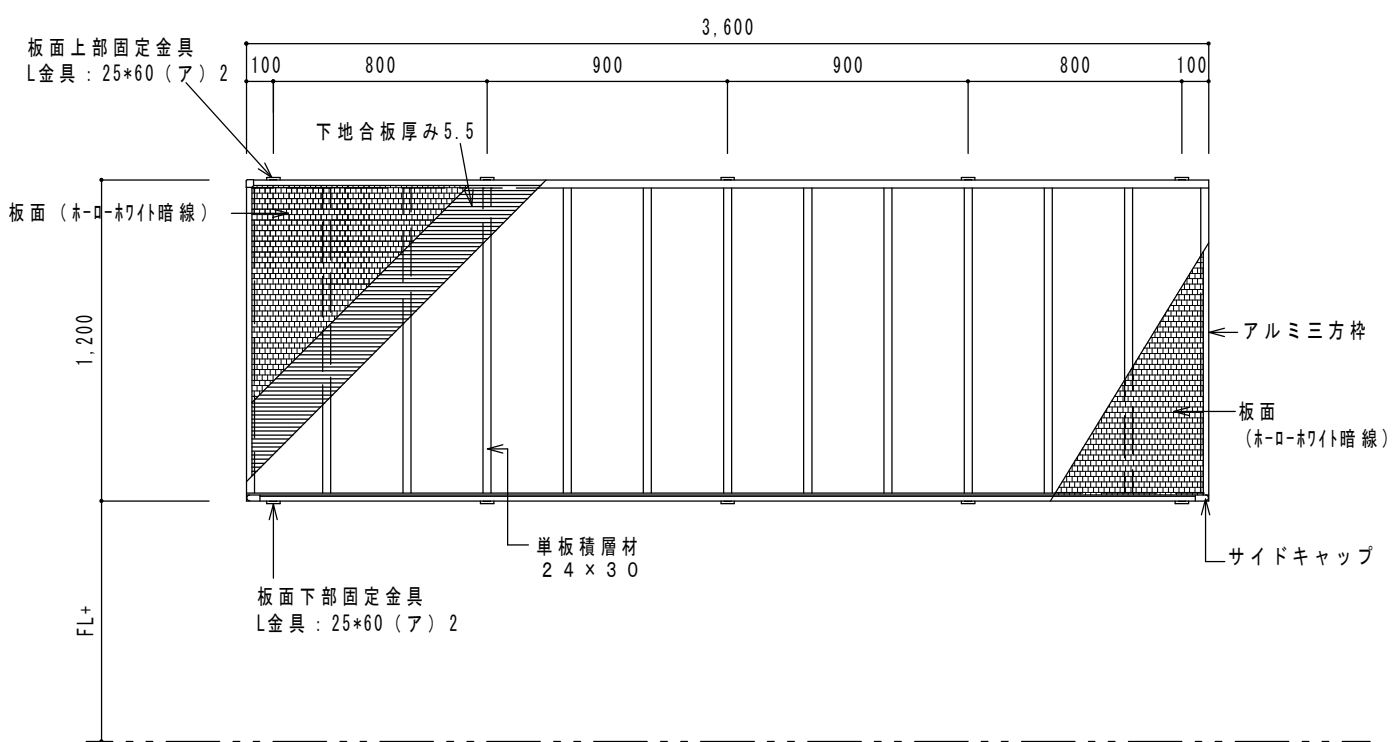 3,600
板面上部固定金具
L金具:25*60(ア)2
100 800 900 900 800 100
下地合板厚み5.5
板面(ホーローホワイト暗線)
1,200
アルミ三方枠
板面
(ホーローホワイト暗線)
単板積層材
24×30
サイドキャップ
板面下部固定金具
L金具:25*60(ア)2
FL+